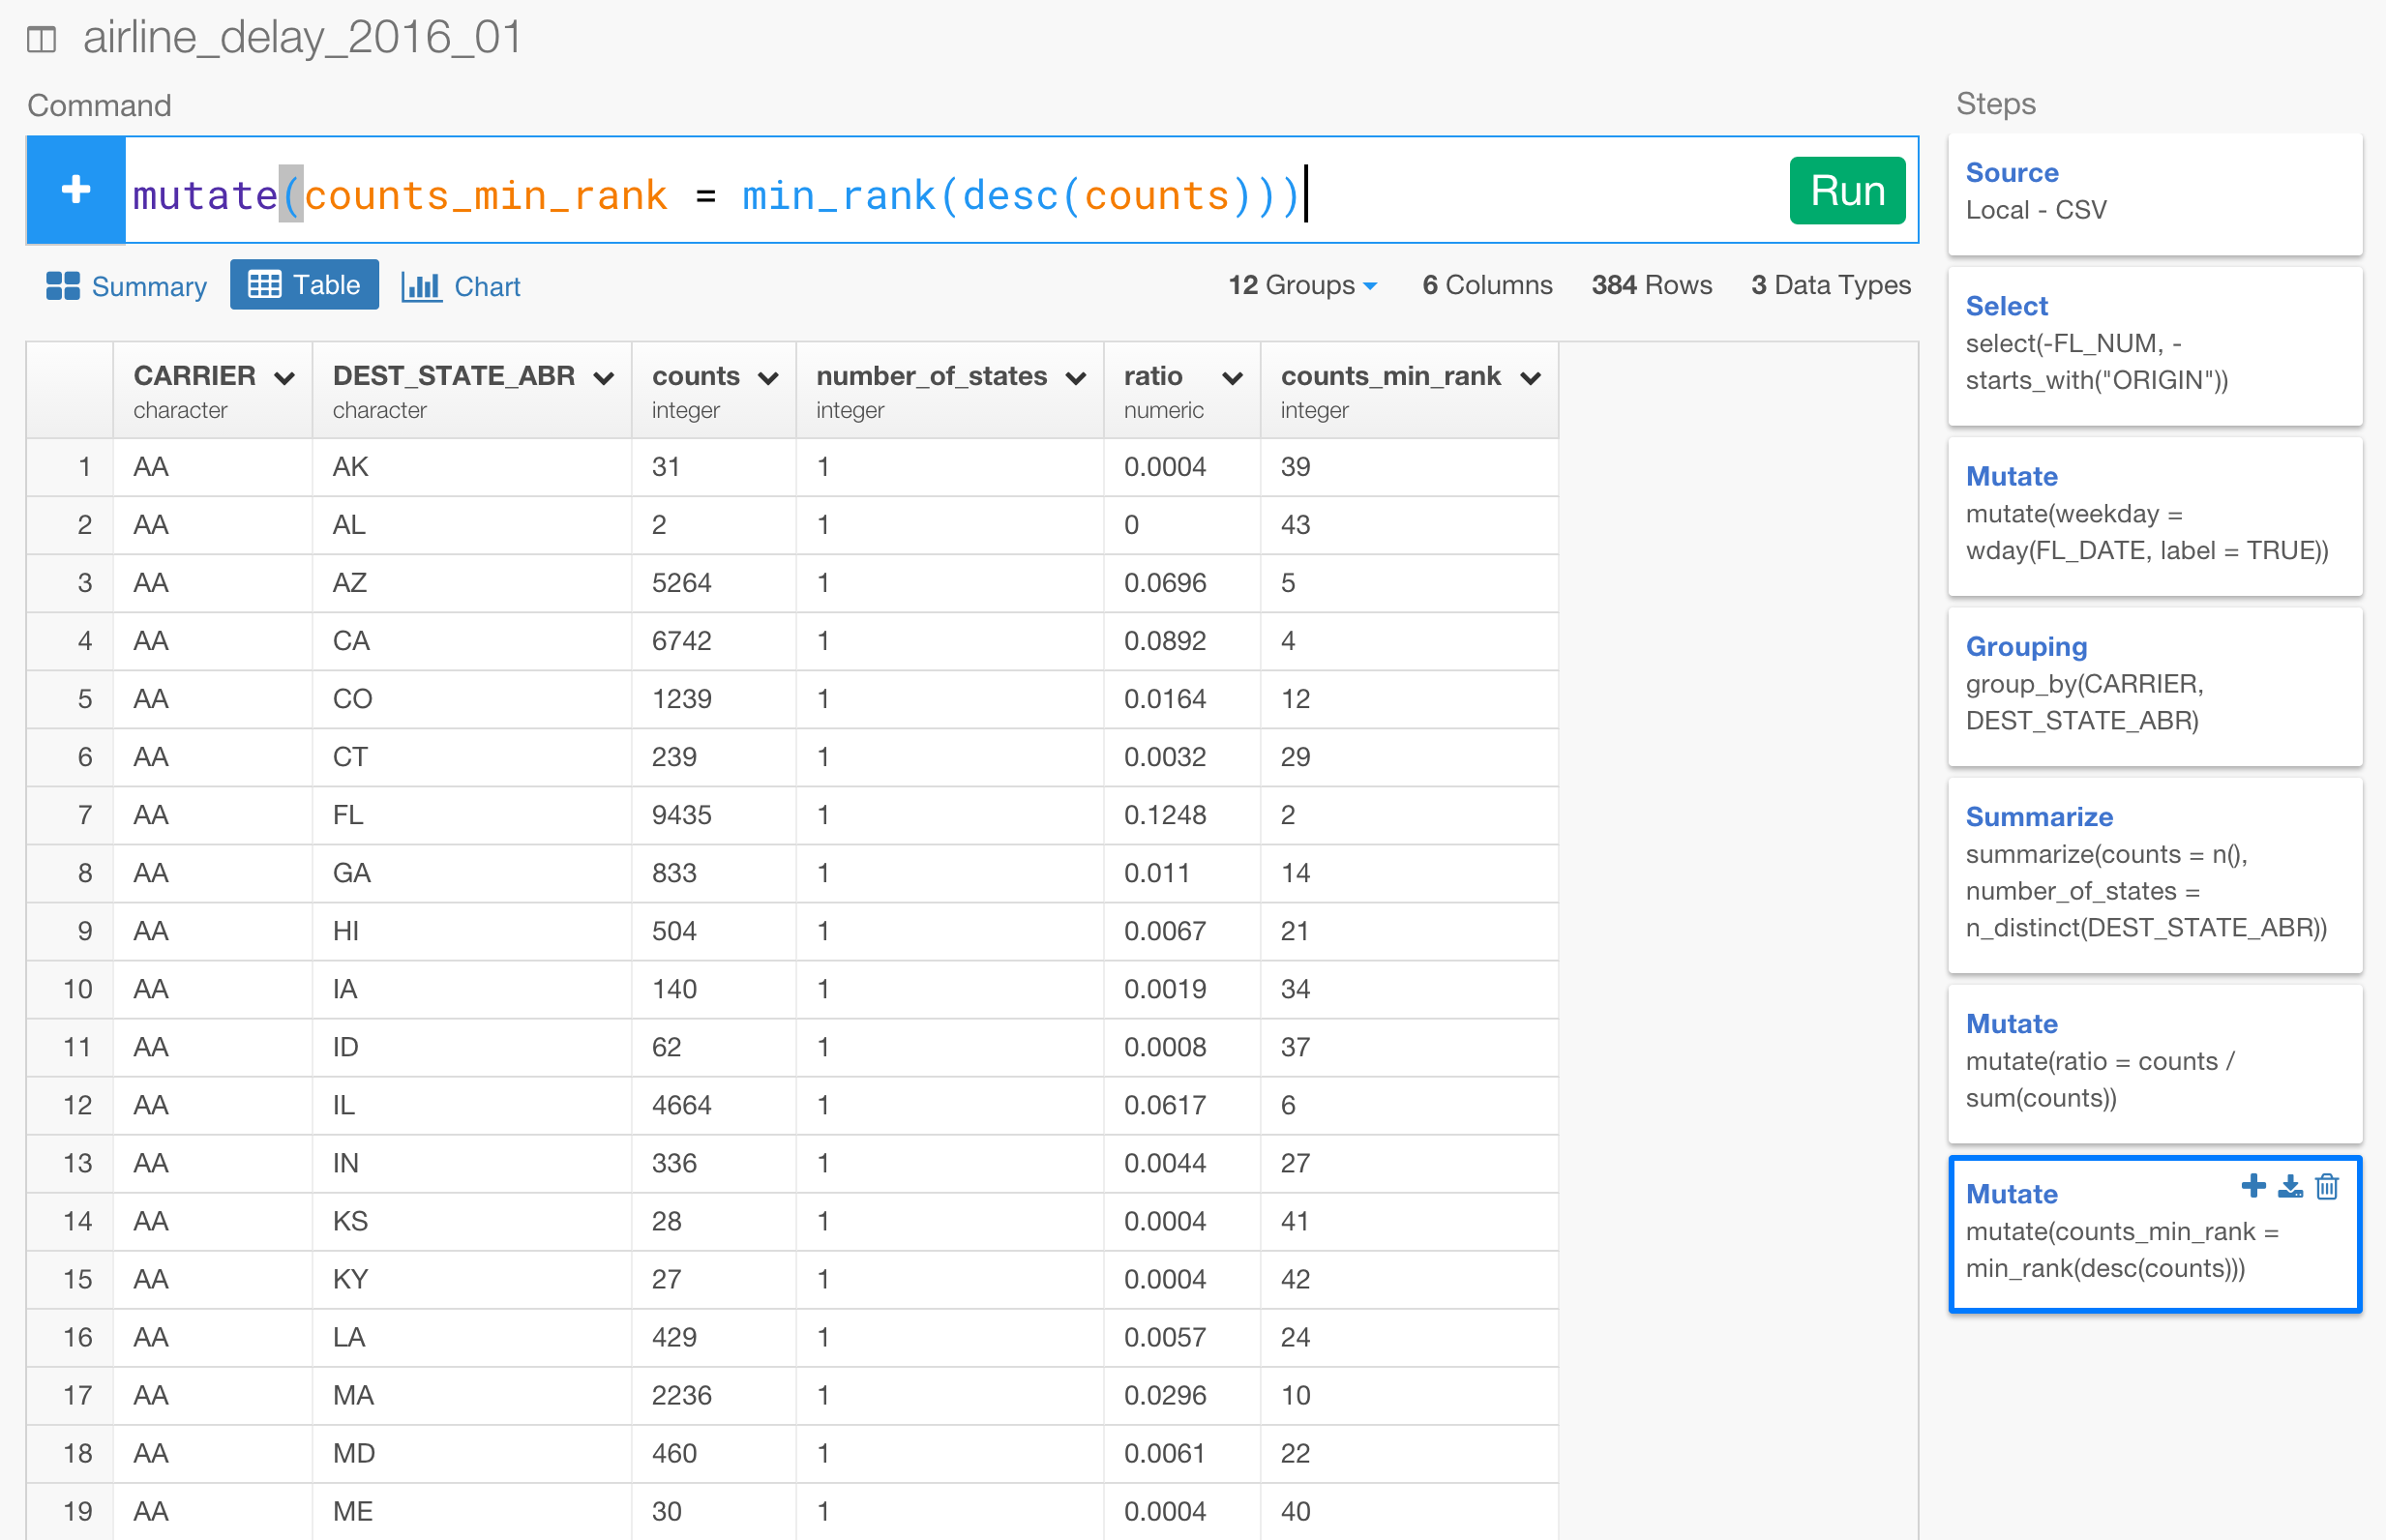 airline_delay_2016_01
Command
mutate(counts_min_rank = min_rank(desc(counts)))
Run
Summary Table Chart
12 Groups 6 Columns 384 Rows 3 Data Types
CARRIER DEST_STATE_ABR counts number_of_states ratio counts_min_rank
character character integer integer numeric integer
1 AA AK 31 1 0.0004 39
2 AA AL 2 1 0 43
3 AA AZ 5264 1 0.0696 5
4 AA CA 6742 1 0.0892 4
5 AA CO 1239 1 0.0164 12
6 AA CT 239 1 0.0032 29
7 AA FL 9435 1 0.1248 2
8 AA GA 833 1 0.011 14
9 AA HI 504 1 0.0067 21
10 AA IA 140 1 0.0019 34
11 AA ID 62 1 0.0008 37
12 AA IL 4664 1 0.0617 6
13 AA IN 336 1 0.0044 27
14 AA KS 28 1 0.0004 41
15 AA KY 27 1 0.0004 42
16 AA LA 429 1 0.0057 24
17 AA MA 2236 1 0.0296 10
18 AA MD 460 1 0.0061 22
19 AA ME 30 1 0.0004 40
Steps
Source
Local - CSV
Select
select(-FL_NUM, -
starts_with("ORIGIN"))
Mutate
mutate(weekday =
wday(FL_DATE, label = TRUE))
Grouping
group_by(CARRIER,
DEST_STATE_ABR)
Summarize
summarize(counts = n(),
number_of_states =
n_distinct(DEST_STATE_ABR))
Mutate
mutate(ratio = counts /
sum(counts))
Mutate
mutate(counts_min_rank =
min_rank(desc(counts)))